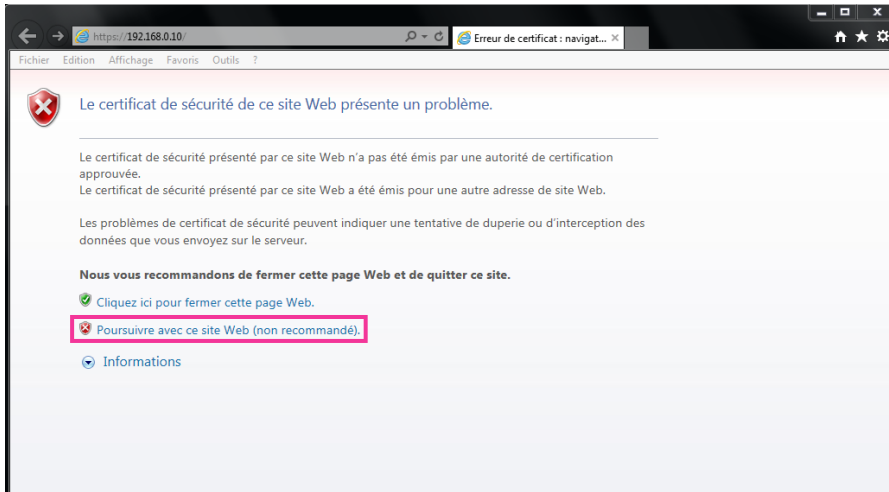 https://192.168.0.10/
Erreur de certificat : navigat...
Fichier Edition Affichage Favoris Outils ?
Le certificat de sécurité de ce site Web présente un problème.
Le certificat de sécurité présenté par ce site Web n'a pas été émis par une autorité de certification
approuvée.
Le certificat de sécurité présenté par ce site Web a été émis pour une autre adresse de site Web.
Les problèmes de certificat de sécurité peuvent indiquer une tentative de duperie ou d'interception des
données que vous envoyez sur le serveur.
Nous vous recommandons de fermer cette page Web et de quitter ce site.
Cliquez ici pour fermer cette page Web.
Poursuivre avec ce site Web (non recommandé).
Informations